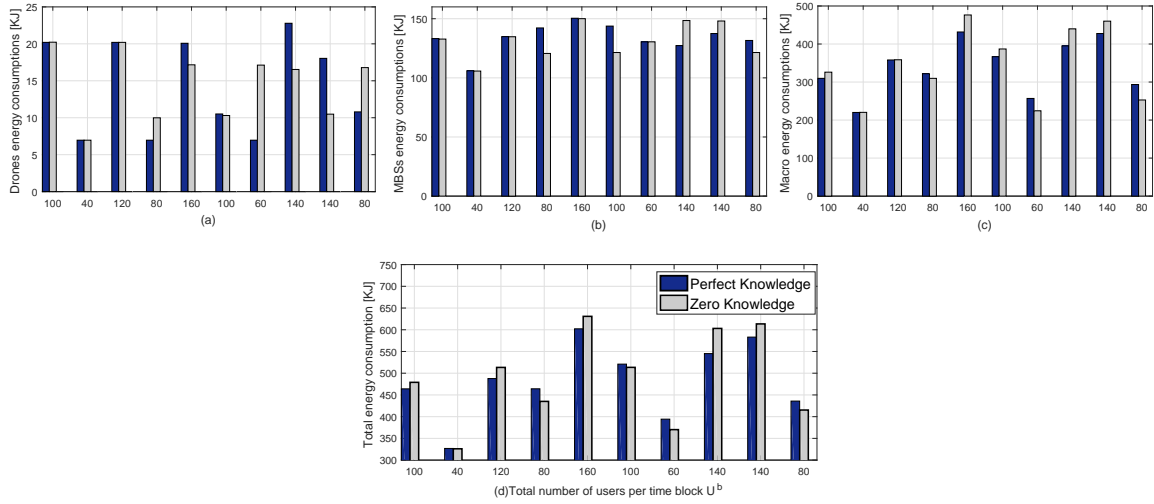 Drones energy consumptions [KJ]
25
20
15
10
5
0
100 40 120 80 160 100 60 140 140 80
(a)
MBSs energy consumptions [KJ]
150
100
50
0
100 40 120 80 160 100 60 140 140 80
(b)
Macro energy consumptions [KJ]
500
400
300
200
100
0
100 40 120 80 160 100 60 140 140 80
(c)
Total energy consumption [KJ]
750
700
650
600
550
500
450
400
350
300
Perfect Knowledge
Zero Knowledge
100 40 120 80 160 100 60 140 140 80
(d)Total number of users per time block U^b